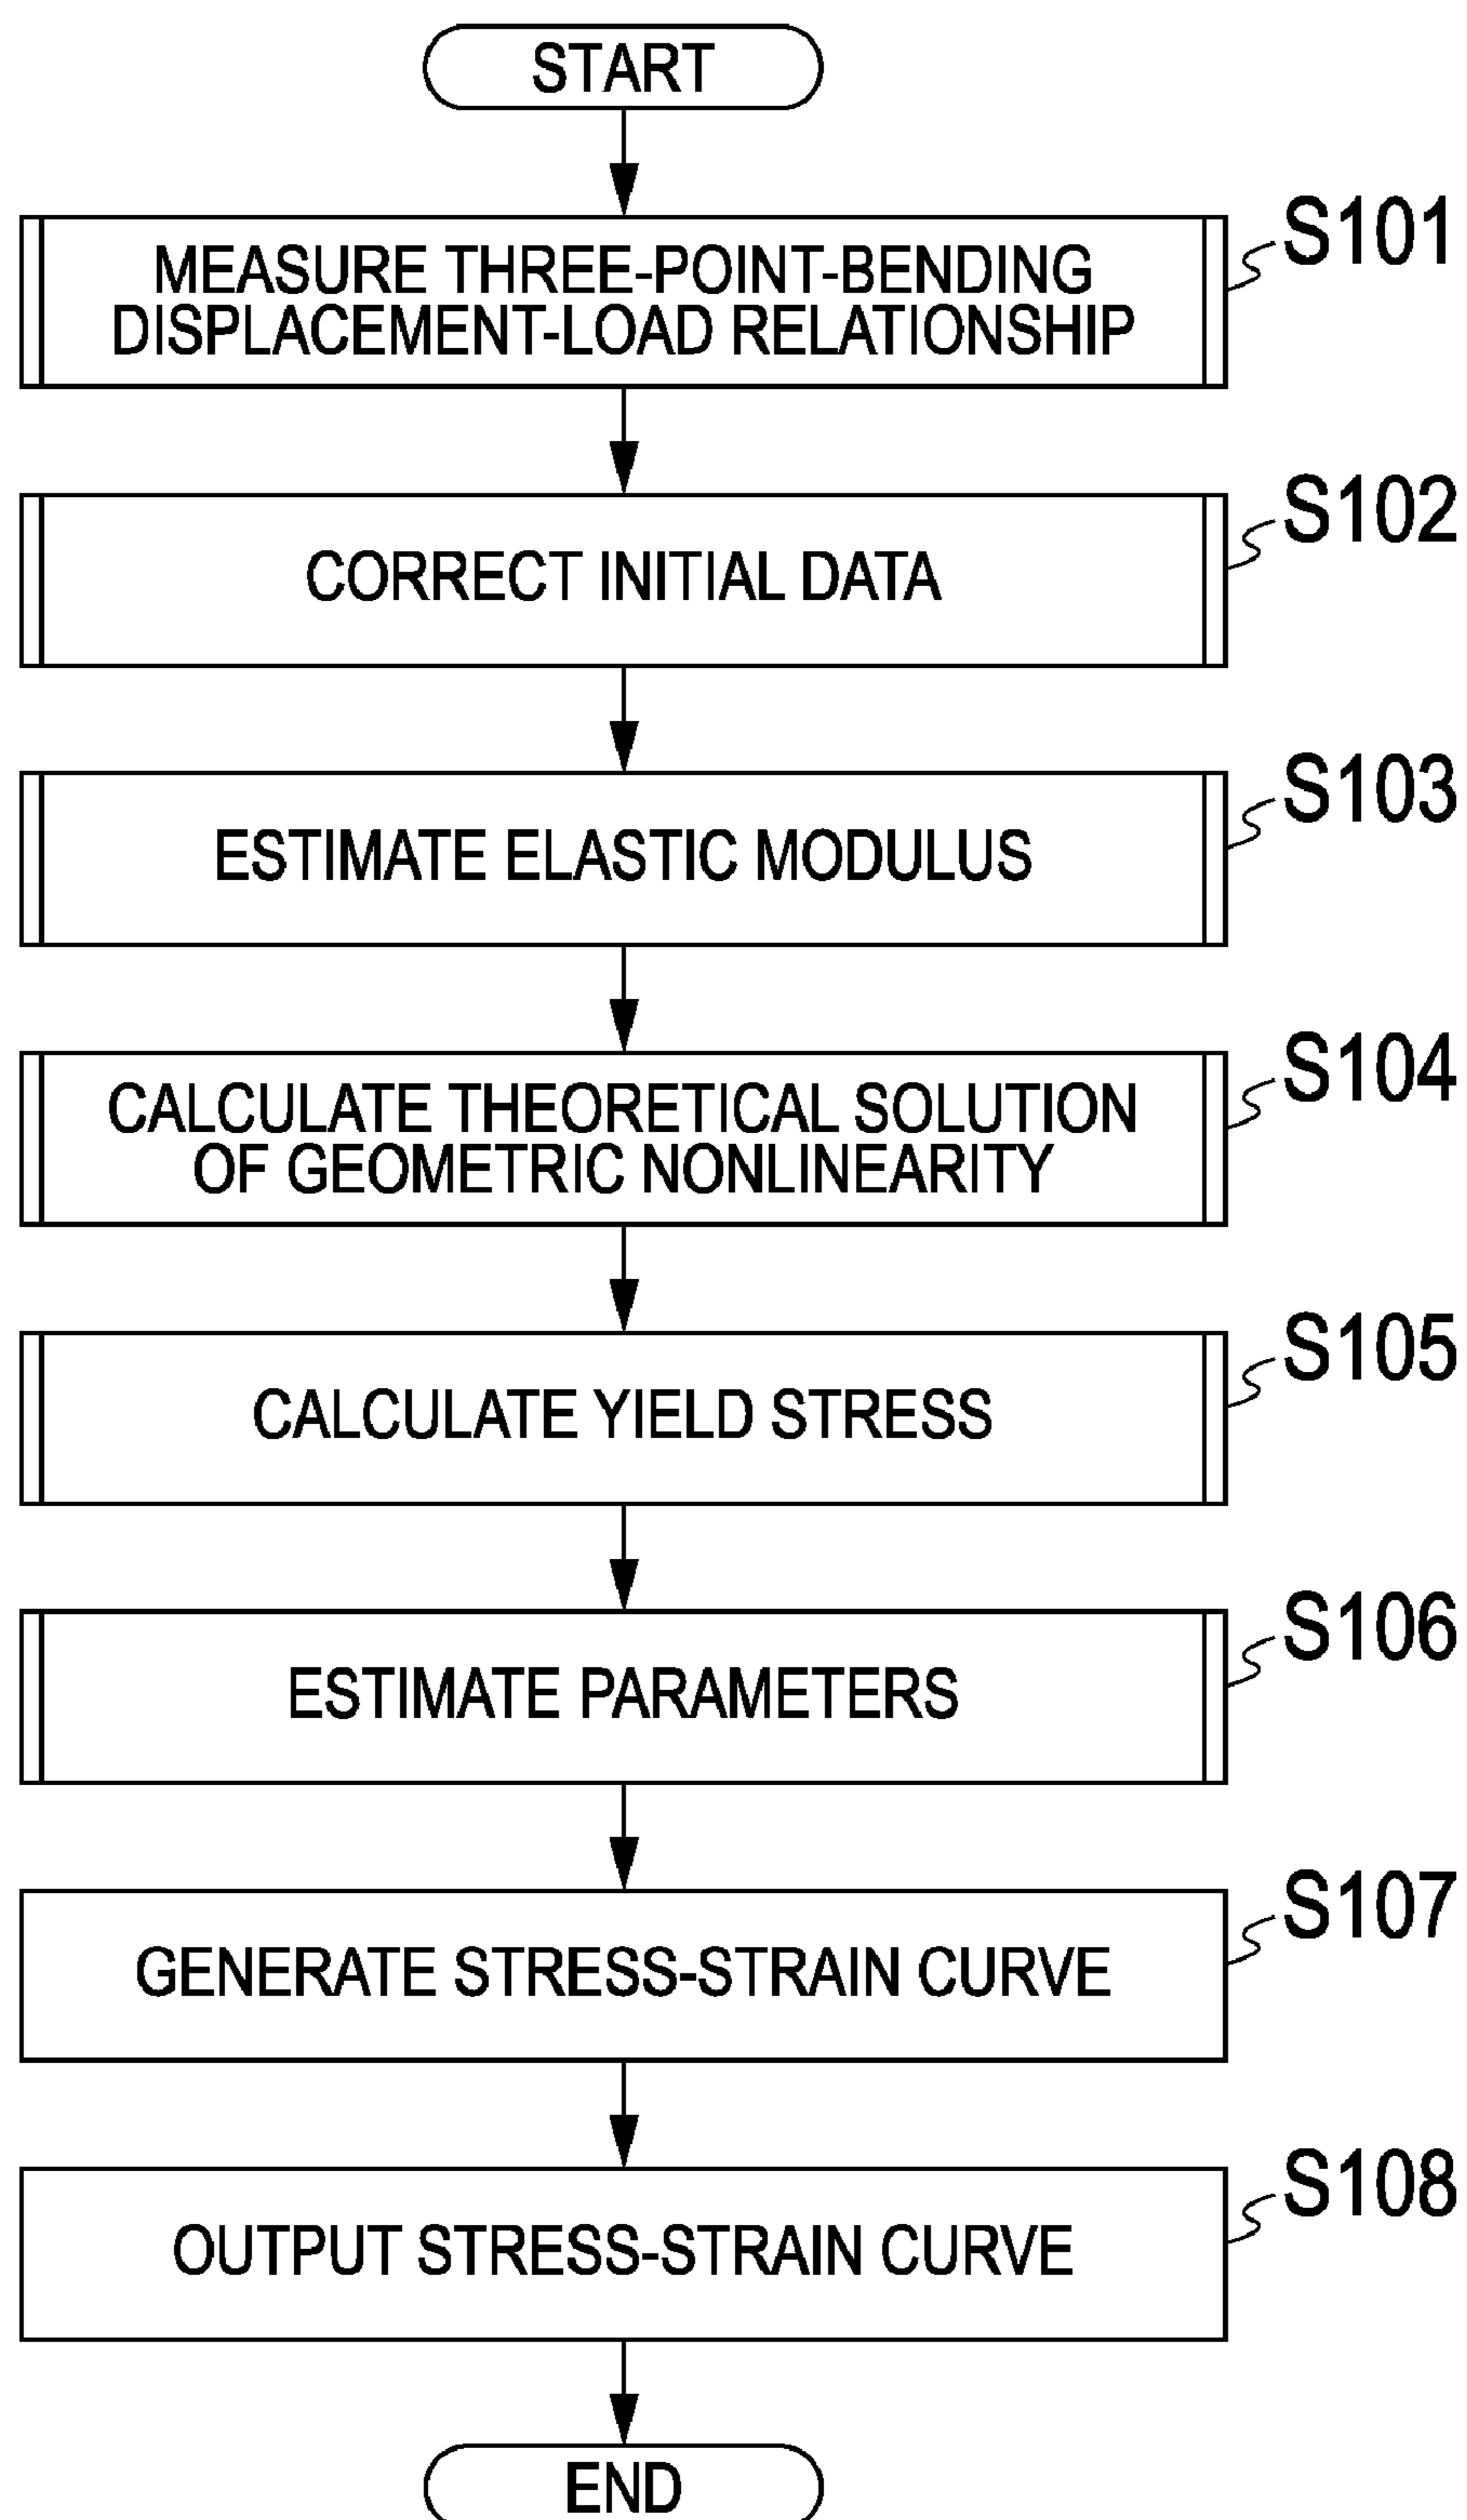 START
MEASURE THREE-POINT-BENDING
DISPLACEMENT-LOAD RELATIONSHIP
S101
CORRECT INITIAL DATA
S102
ESTIMATE ELASTIC MODULUS
S103
CALCULATE THEORETICAL SOLUTION
OF GEOMETRIC NONLINEARITY
S104
CALCULATE YIELD STRESS
S105
ESTIMATE PARAMETERS
S106
GENERATE STRESS-STRAIN CURVE
S107
OUTPUT STRESS-STRAIN CURVE
S108
END